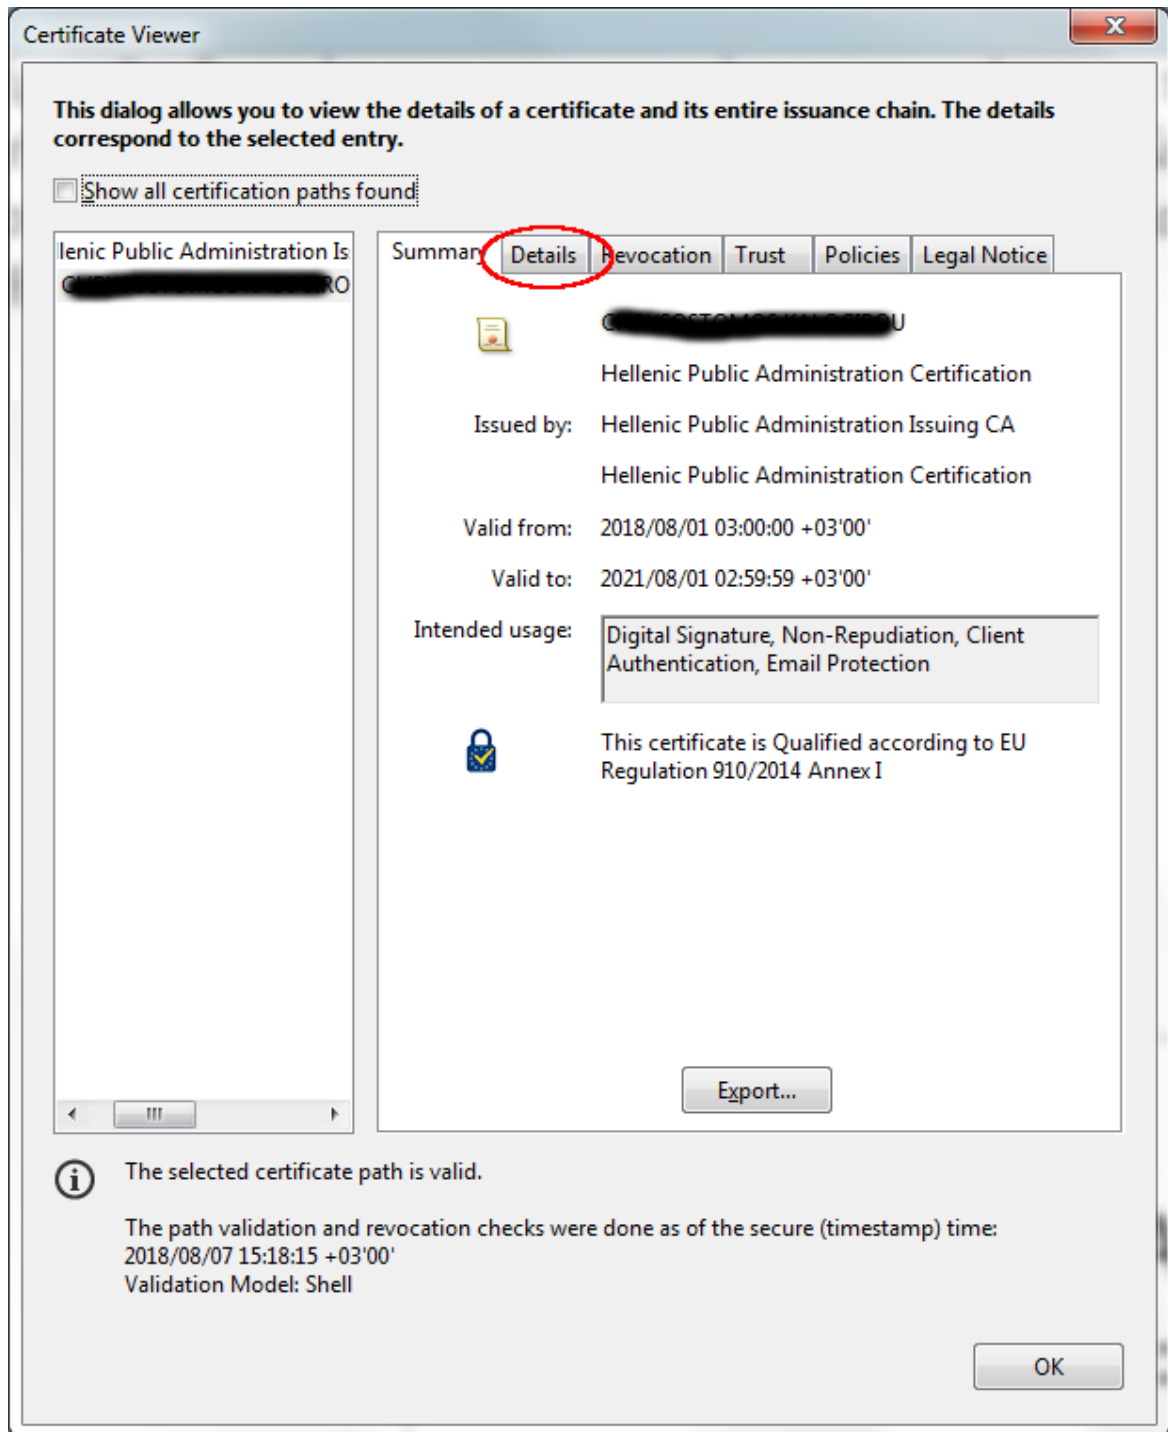 Certificate Viewer
This dialog allows you to view the details of a certificate and its entire issuance chain. The details
correspond to the selected entry.
Show all certification paths found
lenic Public Administration Is
Summary Details Revocation Trust Policies Legal Notice
Hellenic Public Administration Certification
Issued by: Hellenic Public Administration Issuing CA
Hellenic Public Administration Certification
Valid from: 2018/08/01 03:00:00 +03'00'
Valid to: 2021/08/01 02:59:59 +03'00'
Intended usage: Digital Signature, Non-Repudiation, Client
Authentication, Email Protection
This certificate is Qualified according to EU
Regulation 910/2014 Annex I
Export...
The selected certificate path is valid.
The path validation and revocation checks were done as of the secure (timestamp) time:
2018/08/07 15:18:15 +03'00'
Validation Model: Shell
OK